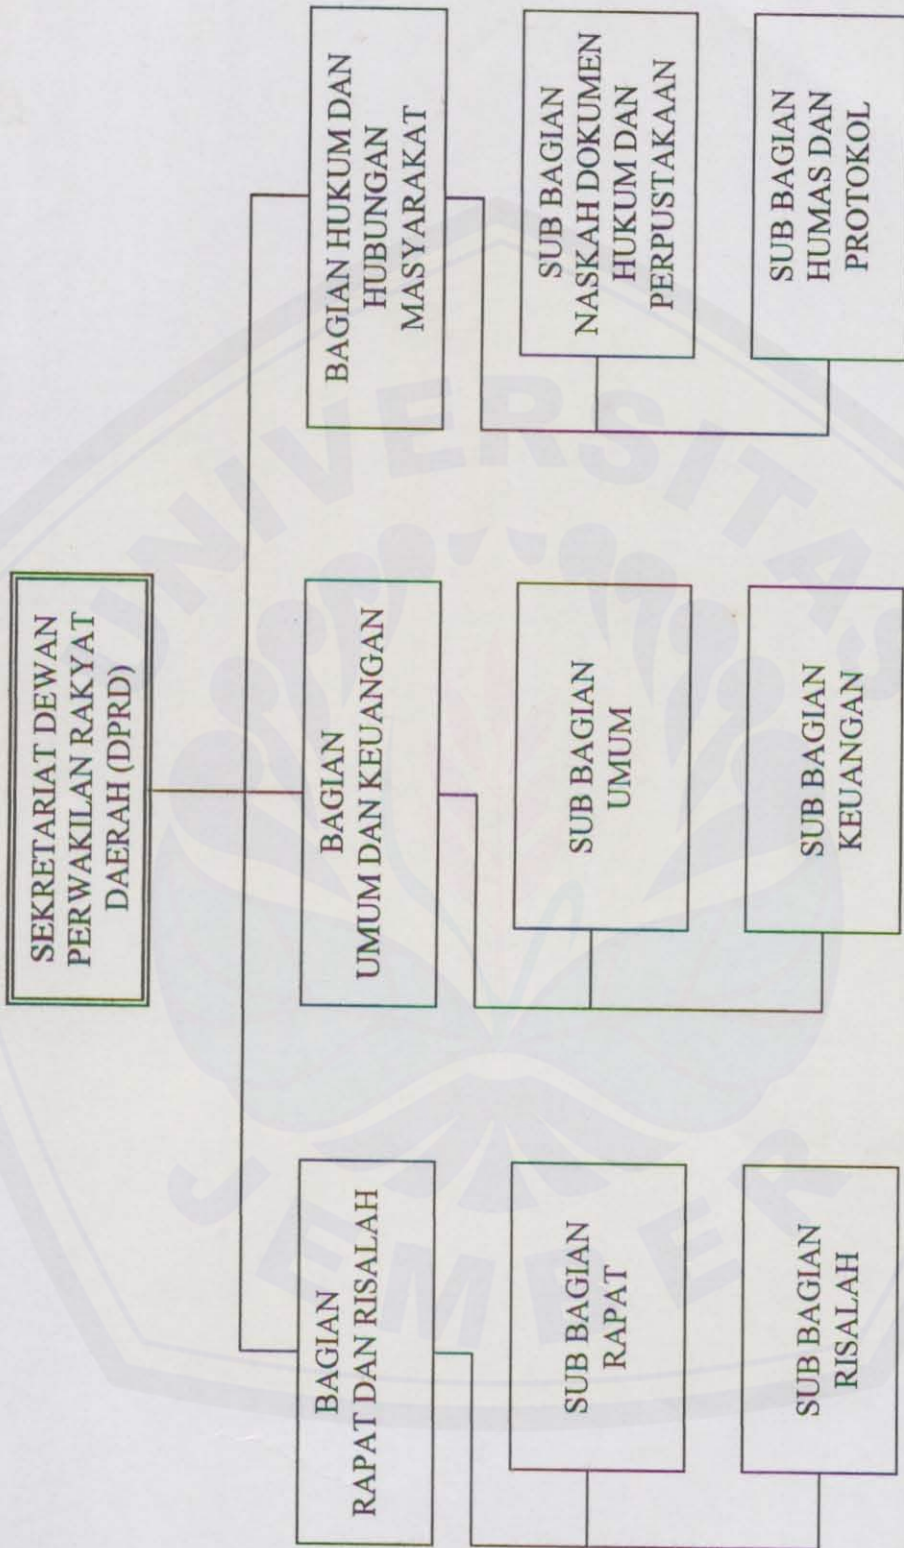 SEKRETARIAT DEWAN
PERWAKILAN RAKYAT
DAERAH (DPRD)
BAGIAN
RAPAT DAN RISALAH
SUB BAGIAN
RAPAT
SUB BAGIAN
RISALAH
BAGIAN
UMUM DAN KEUANGAN
SUB BAGIAN
UMUM
SUB BAGIAN
KEUANGAN
BAGIAN HUKUM DAN
HUBUNGAN
MASYARAKAT
SUB BAGIAN
NASKAH DOKUMEN
HUKUM DAN
PERPUSTAKAAN
SUB BAGIAN
HUMAS DAN
PROTOKOL
UNIVERSITAS
JEMBER